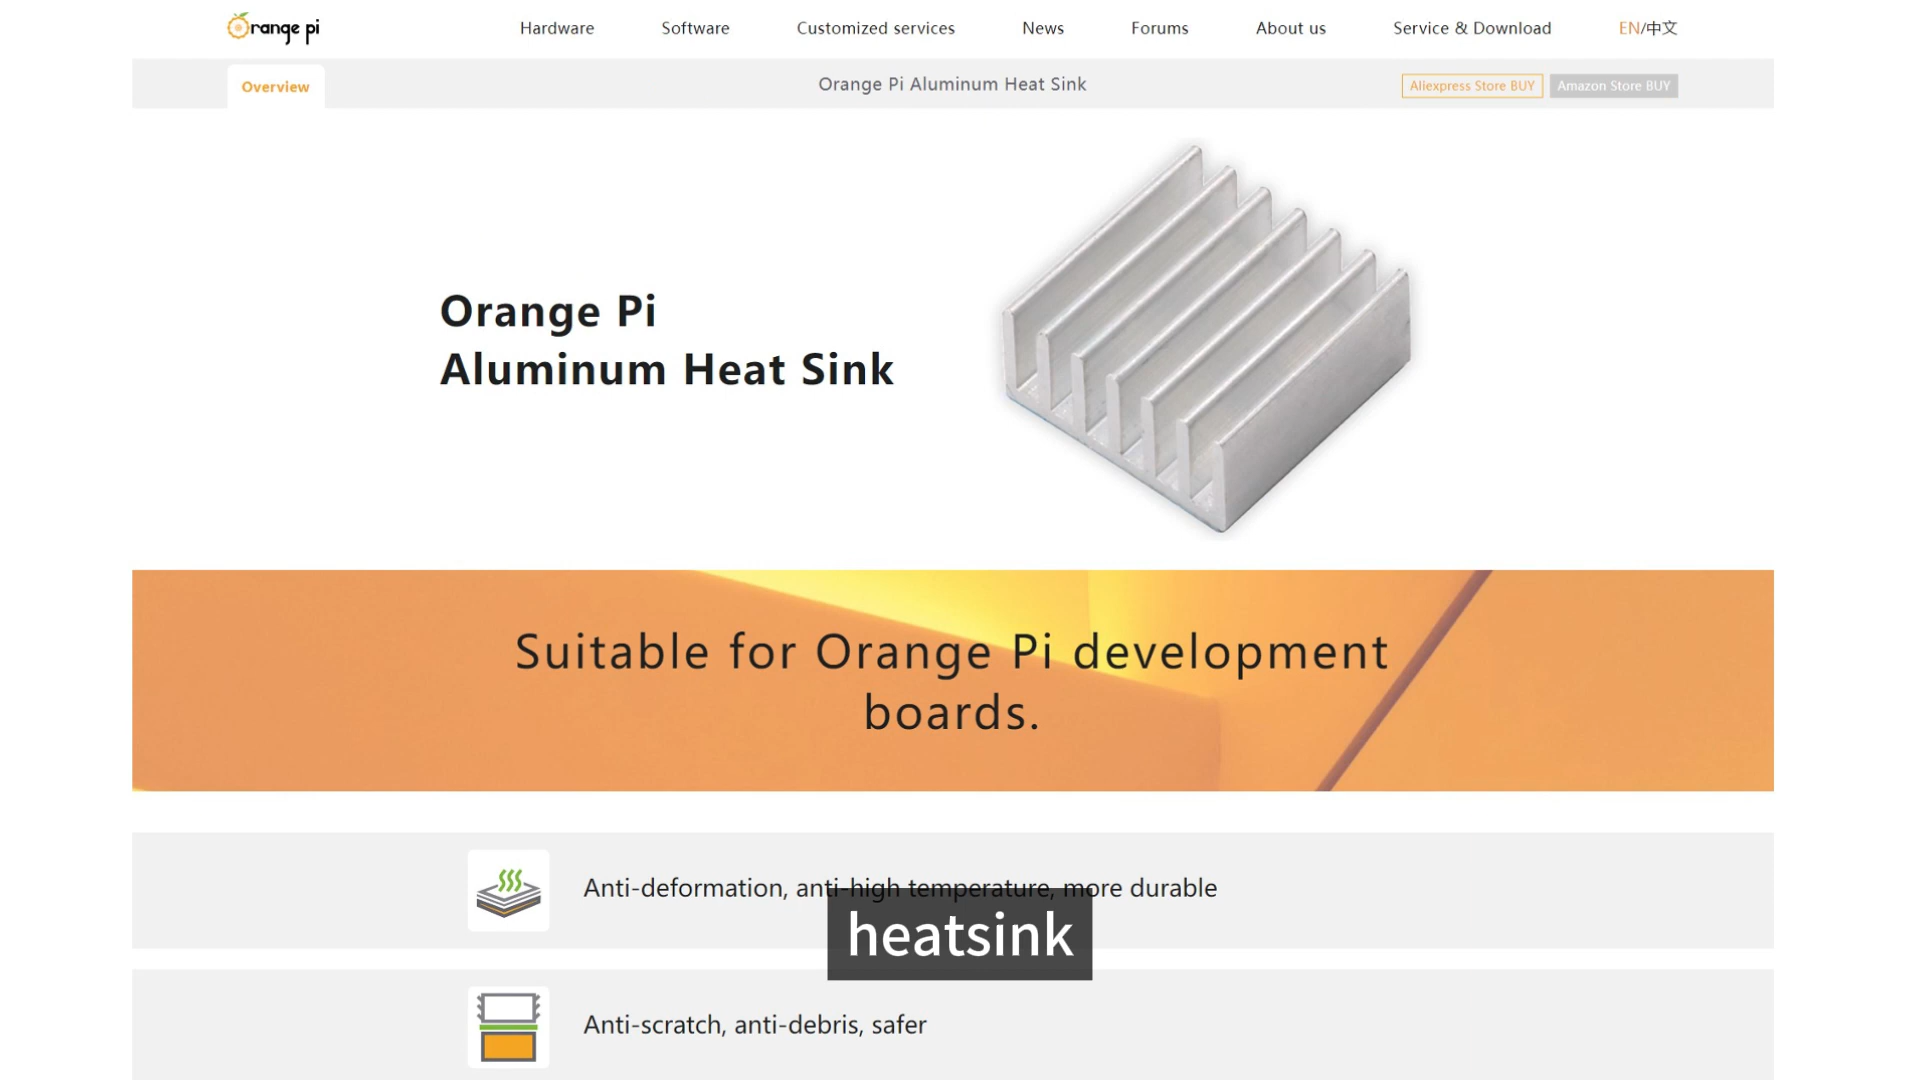 Orange pi
Hardware
Software
Customized services
News
Forums
About us
Service & Download
EN/中文
Overview
Orange Pi Aluminum Heat Sink
Aliexpress Store BUY
Amazon Store BUY
Orange Pi
Aluminum Heat Sink
Suitable for Orange Pi development
boards.
Anti-deformation, anti-high temperature, more durable
heatsink
Anti-scratch, anti-debris, safer